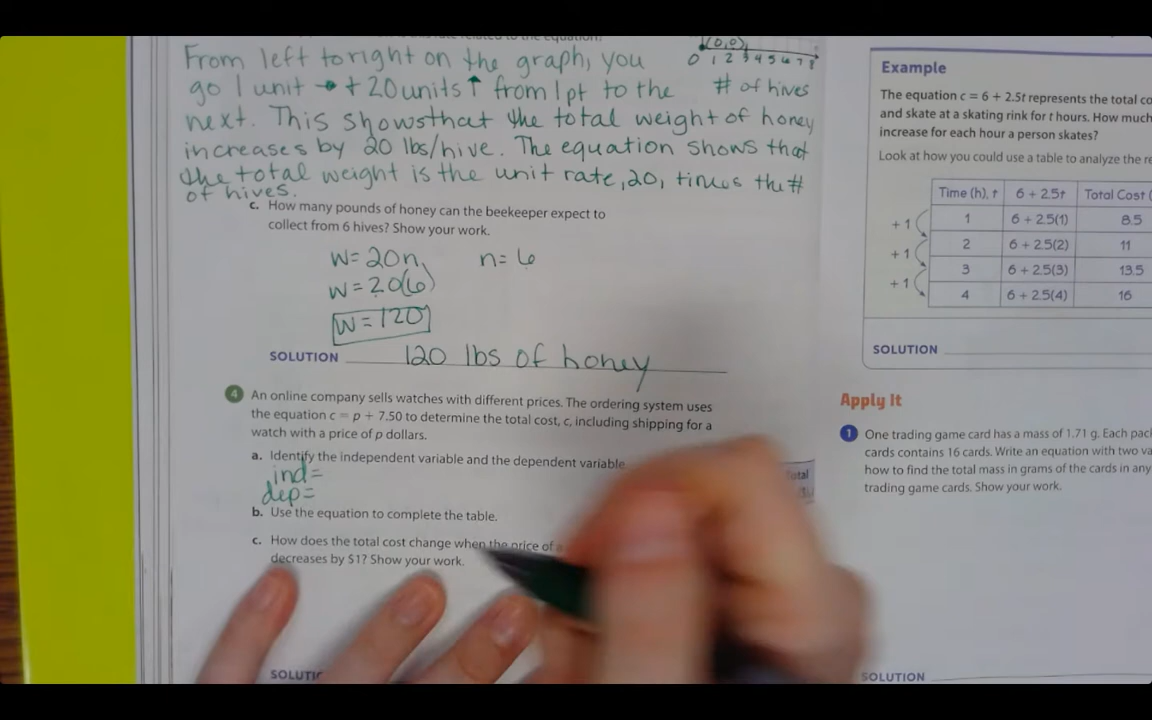 From left to right on the graph, you
go 1 unit → + 20 units ↑ from 1 pt to the
next. This shows that the total weight of honey
increases by 20 lbs/hive. The equation shows that
the total weight is the unit rate, 20, times the #
of hives.
(0,0)
0 1 2 3 4 5 6 7 8
# of hives
c. How many pounds of honey can the beekeeper expect to
collect from 6 hives? Show your work.
w = 20n, n = 6
w = 20(6)
w = 120
SOLUTION 120 lbs of honey
4 An online company sells watches with different prices. The ordering system uses
the equation c = p + 7.50 to determine the total cost, c, including shipping for a
watch with a price of p dollars.
a. Identify the independent variable and the dependent variable.
ind =
dep =
b. Use the equation to complete the table.
c. How does the total cost change when the price of
decreases by $1? Show your work.
Total
Example
The equation c = 6 + 2.5t represents the total
and skate at a skating rink for t hours. How much
increase for each hour a person skates?
Look at how you could use a table to analyze the
Time (h), t 6 + 2.5t Total Cost
1 6 + 2.5(1) 8.5
2 6 + 2.5(2) 11
3 6 + 2.5(3) 13.5
4 6 + 2.5(4) 16
+1
+1
+1
SOLUTION
Apply It
1 One trading game card has a mass of 1.71 g. Each
cards contains 16 cards. Write an equation with two
how to find the total mass in grams of the cards in any
trading game cards. Show your work.
SOLUTION